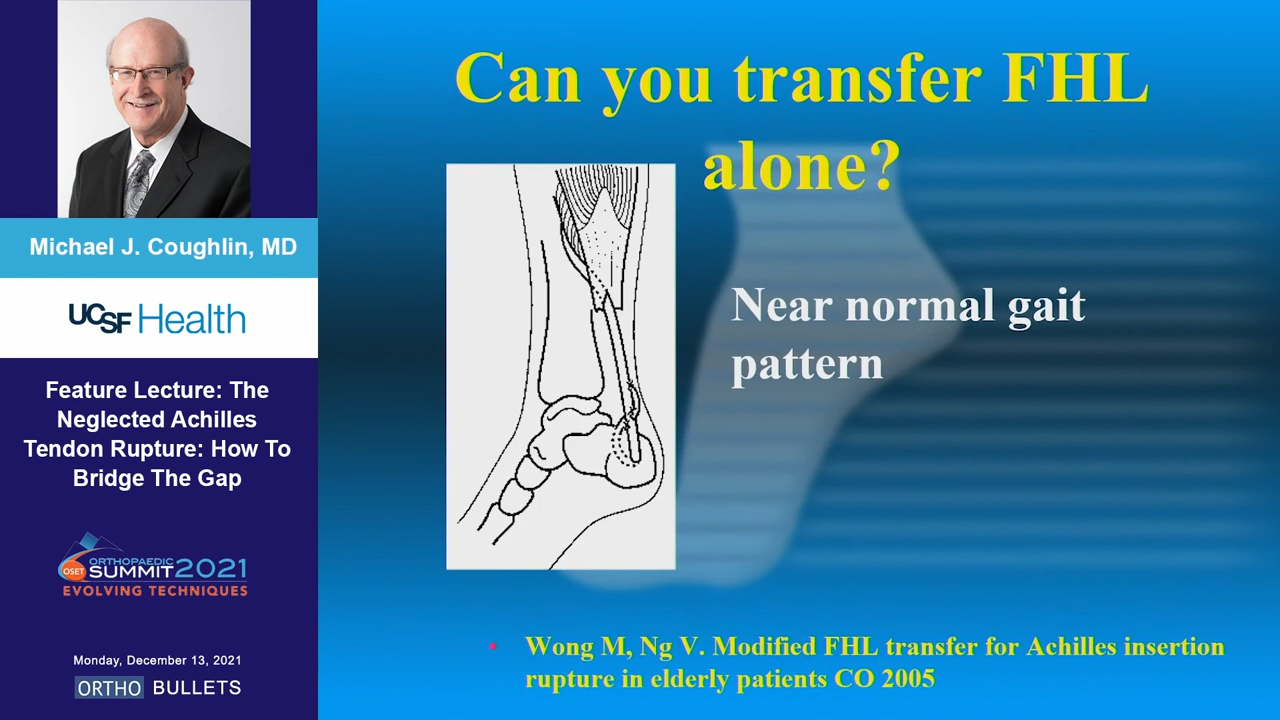 Michael J. Coughlin, MD
UCSF Health
Feature Lecture: The
Neglected Achilles
Tendon Rupture: How To
Bridge The Gap
OSET
ORTHOPAEDIC
SUMMIT 2021
EVOLVING TECHNIQUES
Monday, December 13, 2021
ORTHO BULLETS
Can you transfer FHL
alone?
Near normal gait
pattern
• Wong M, Ng V. Modified FHL transfer for Achilles insertion
rupture in elderly patients CO 2005